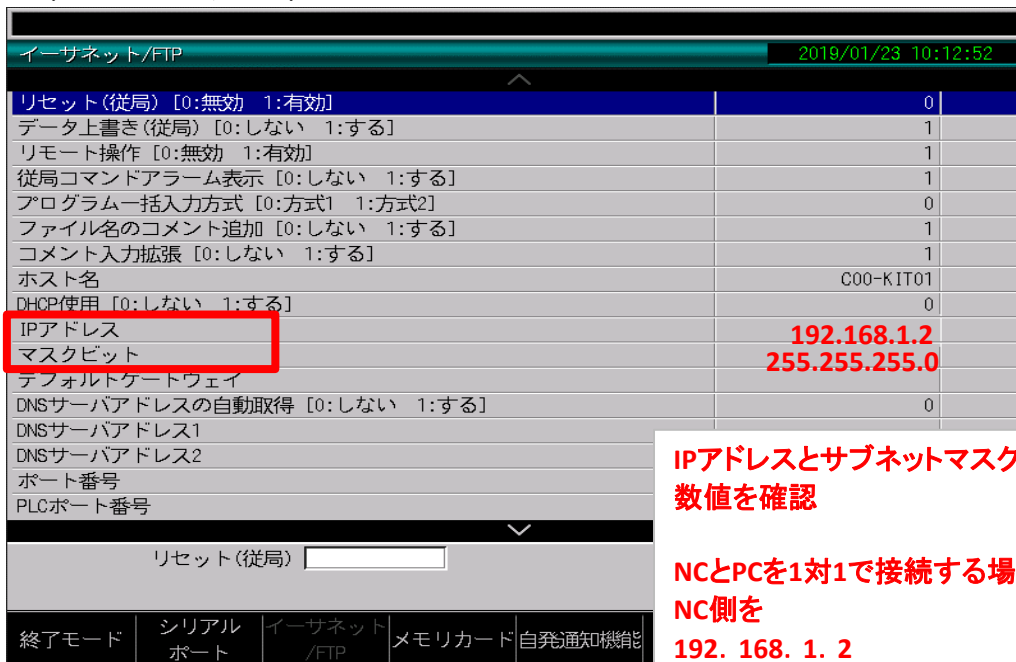 イーサネット/FTP 2019/01/23 10:12:52
リセット(従局) [0:無効 1:有効] 0
データ上書き(従局) [0:しない 1:する] 1
リモート操作 [0:無効 1:有効] 1
従局コマンドアラーム表示 [0:しない 1:する] 1
プログラム一括入力方式 [0:方式1 1:方式2] 0
ファイル名のコメント追加 [0:しない 1:する] 1
コメント入力拡張 [0:しない 1:する] 1
ホスト名 C00-KIT01
DHCP使用 [0:しない 1:する] 0
IPアドレス 192.168.1.2
マスクビット 255.255.255.0
デフォルトゲートウェイ
DNSサーバアドレスの自動取得 [0:しない 1:する] 0
DNSサーバアドレス1
DNSサーバアドレス2
ポート番号
PLCポート番号
IPアドレスとサブネットマスク
数値を確認
NCとPCを1対1で接続する場
NC側を
192. 168. 1. 2
リセット(従局)
終了モード
シリアル
ポート
イーサネット
/FTP
メモリカード
自発通知機能